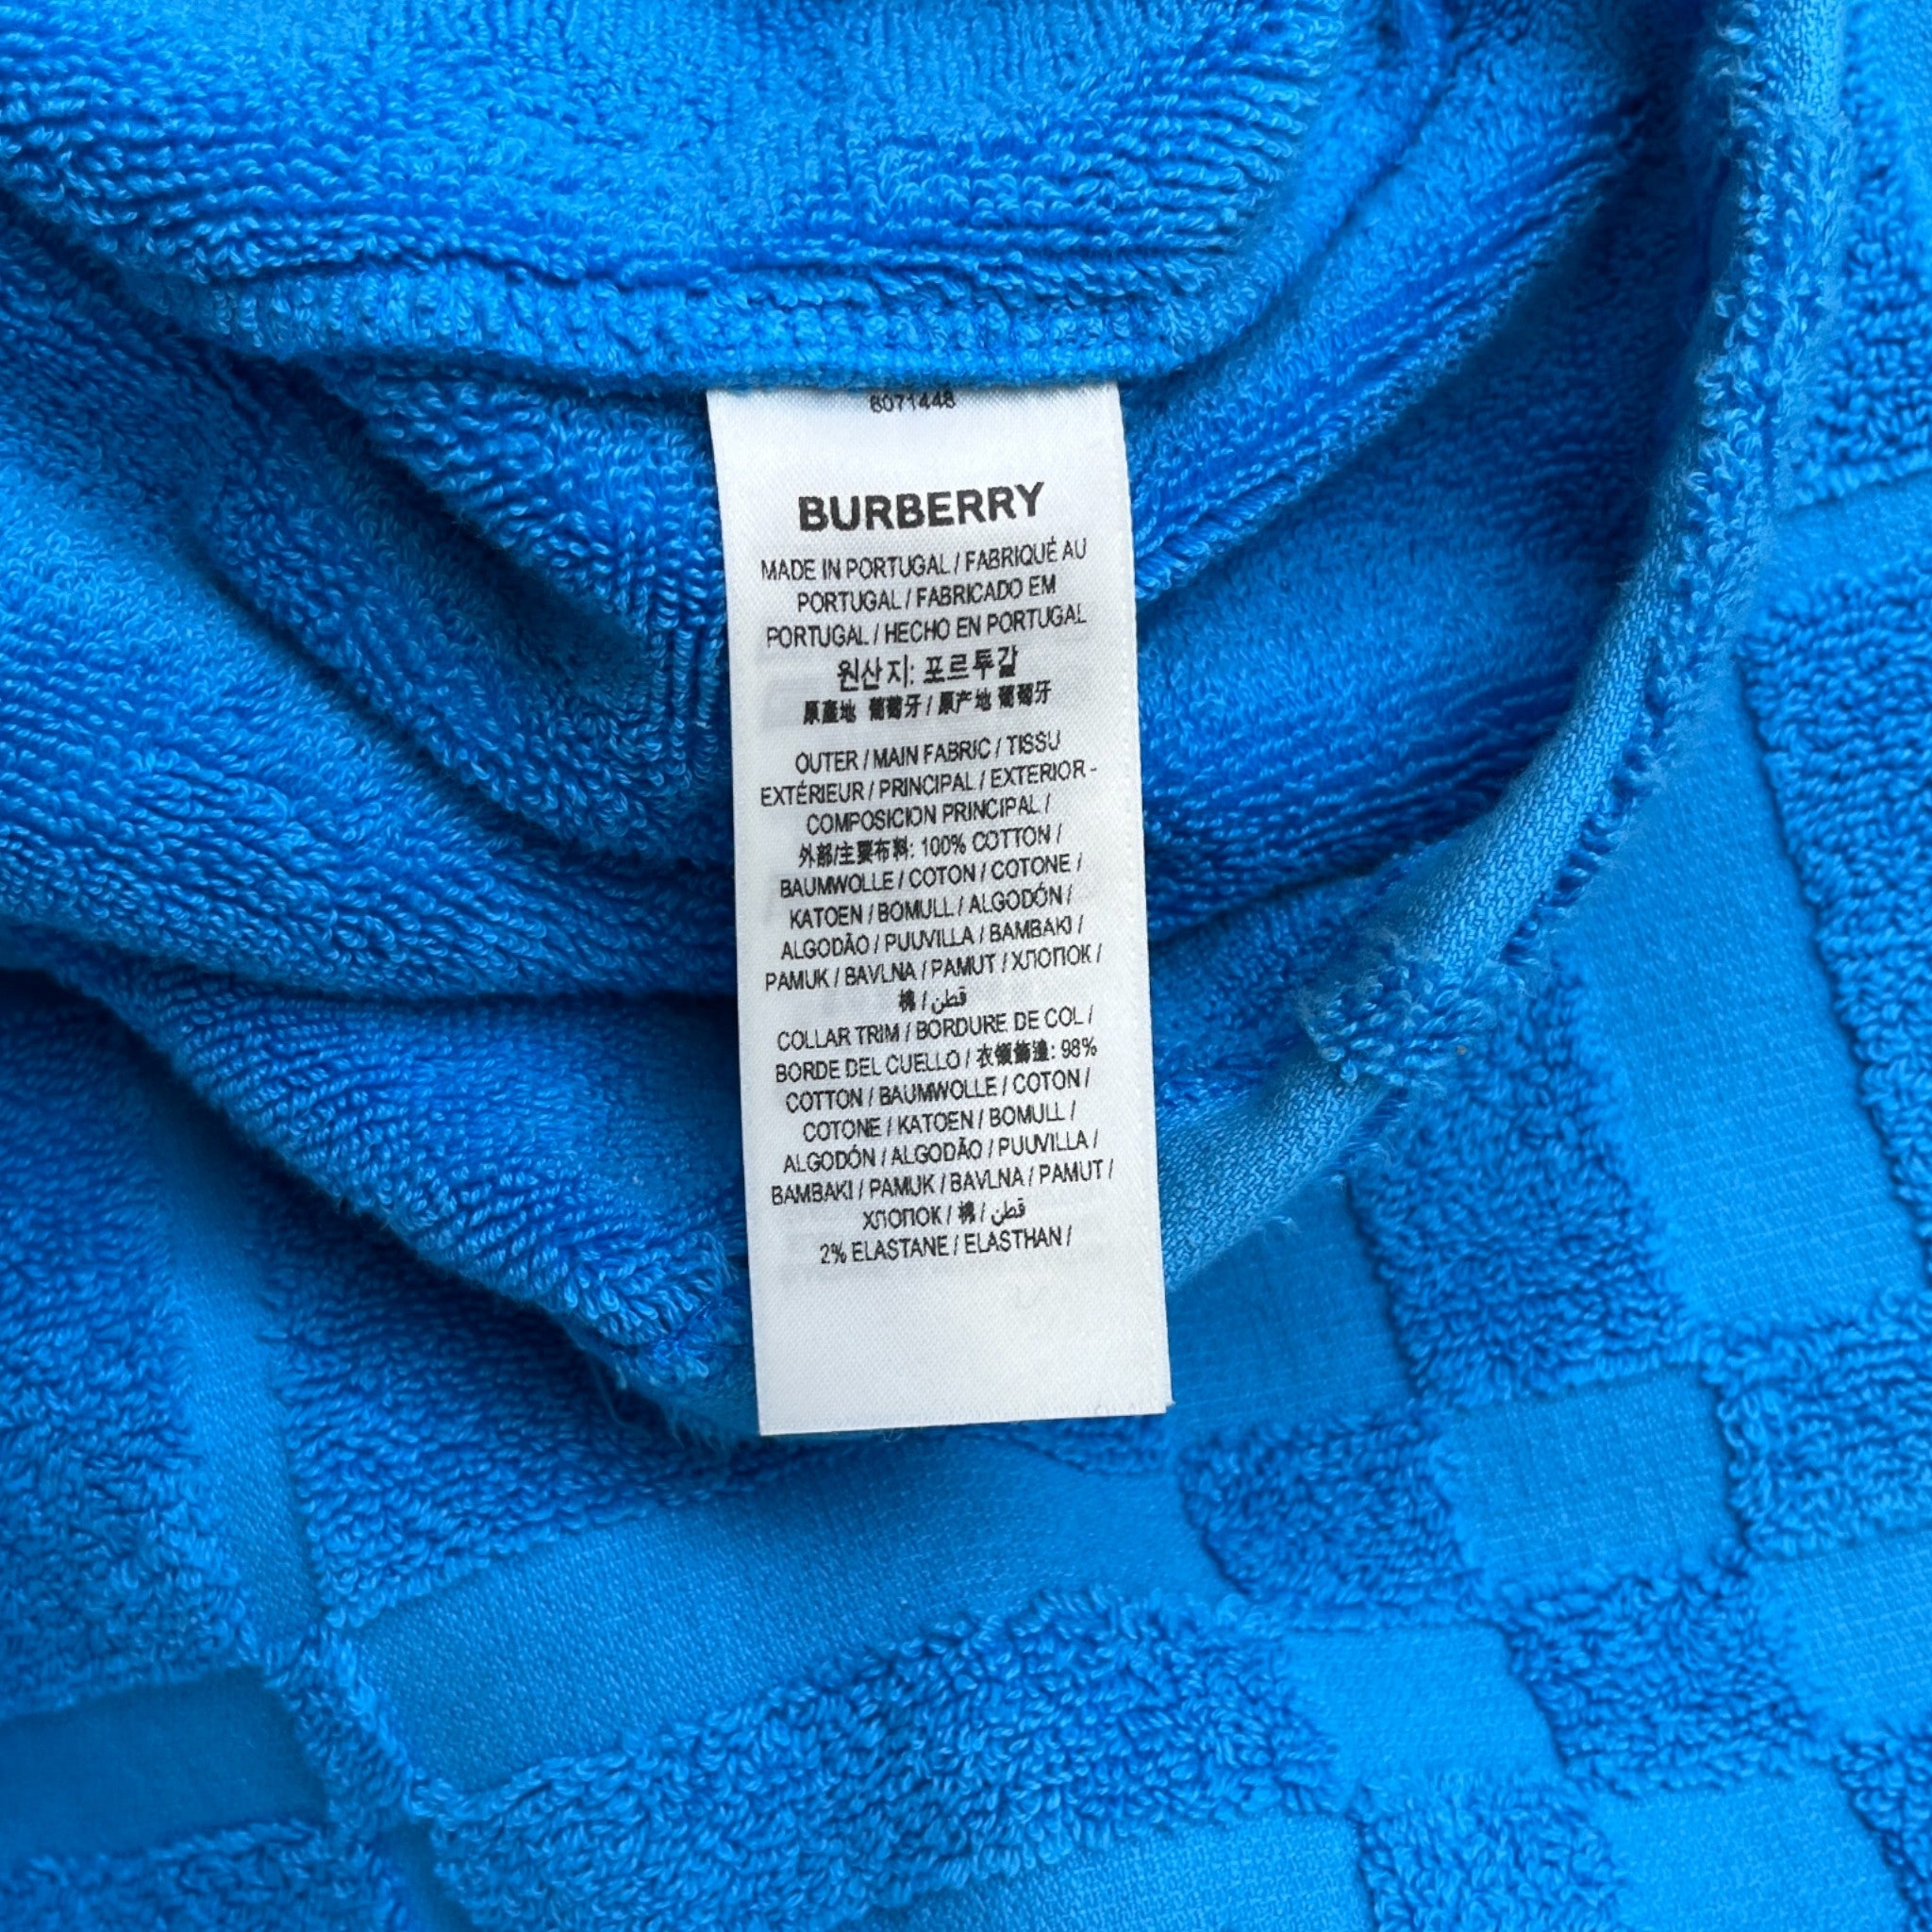 8071448
BURBERRY
MADE IN PORTUGAL / FABRIQUÉ AU
PORTUGAL / FABRICADO EM
PORTUGAL / HECHO EN PORTUGAL
원산지: 포르투갈
原產地 葡萄牙 / 原产地 葡萄牙
OUTER / MAIN FABRIC / TISSU
EXTÉRIEUR / PRINCIPAL / EXTERIOR -
COMPOSICION PRINCIPAL /
外部/主要布料: 100% COTTON /
BAUMWOLLE / COTON / COTONE /
KATOEN / BOMULL / ALGODÓN /
ALGODÃO / PUUVILLA / BAMBAKI /
PAMUK / BAVLNA / PAMUT / ХЛОПОК /
棉 / قطن /
COLLAR TRIM / BORDURE DE COL /
BORDE DEL CUELLO / 衣領飾邊: 98%
COTTON / BAUMWOLLE / COTON /
COTONE / KATOEN / BOMULL /
ALGODÓN / ALGODÃO / PUUVILLA /
BAMBAKI / PAMUK / BAVLNA / PAMUT /
ХЛОПОК / 棉 / قطن
2% ELASTANE / ELASTHAN /